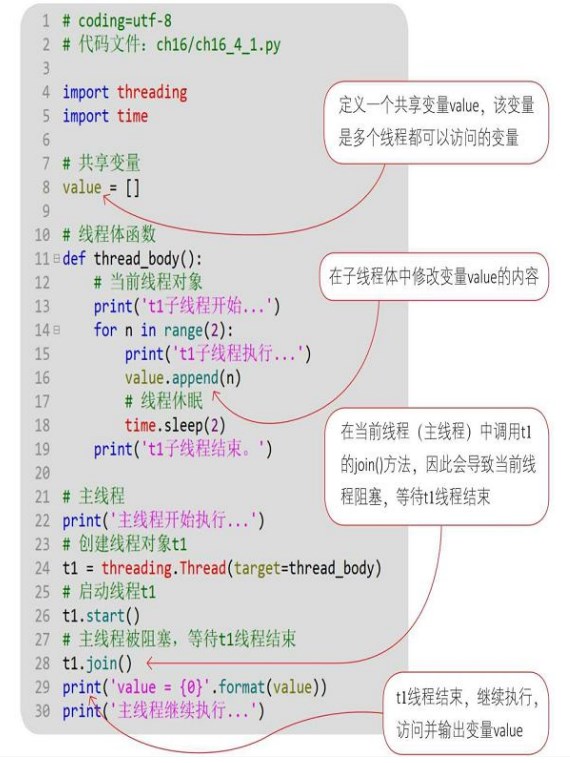 1 # coding=utf-8
2 # 代码文件：ch16/ch16_4_1.py
3
4 import threading
5 import time
6
7 # 共享变量
8 value = []
9
10 # 线程体函数
11 def thread_body():
12     # 当前线程对象
13     print('t1子线程开始...')
14     for n in range(2):
15         print('t1子线程执行...')
16         value.append(n)
17         # 线程休眠
18         time.sleep(2)
19     print('t1子线程结束。')
20
21 # 主线程
22 print('主线程开始执行...')
23 # 创建线程对象t1
24 t1 = threading.Thread(target=thread_body)
25 # 启动线程t1
26 t1.start()
27 # 主线程被阻塞，等待t1线程结束
28 t1.join()
29 print('value = {0}'.format(value))
30 print('主线程继续执行...')
定义一个共享变量value，该变量
是多个线程都可以访问的变量
在子线程体中修改变量value的内容
在当前线程（主线程）中调用t1
的join()方法，因此会导致当前线
程阻塞，等待t1线程结束
t1线程结束，继续执行，
访问并输出变量value